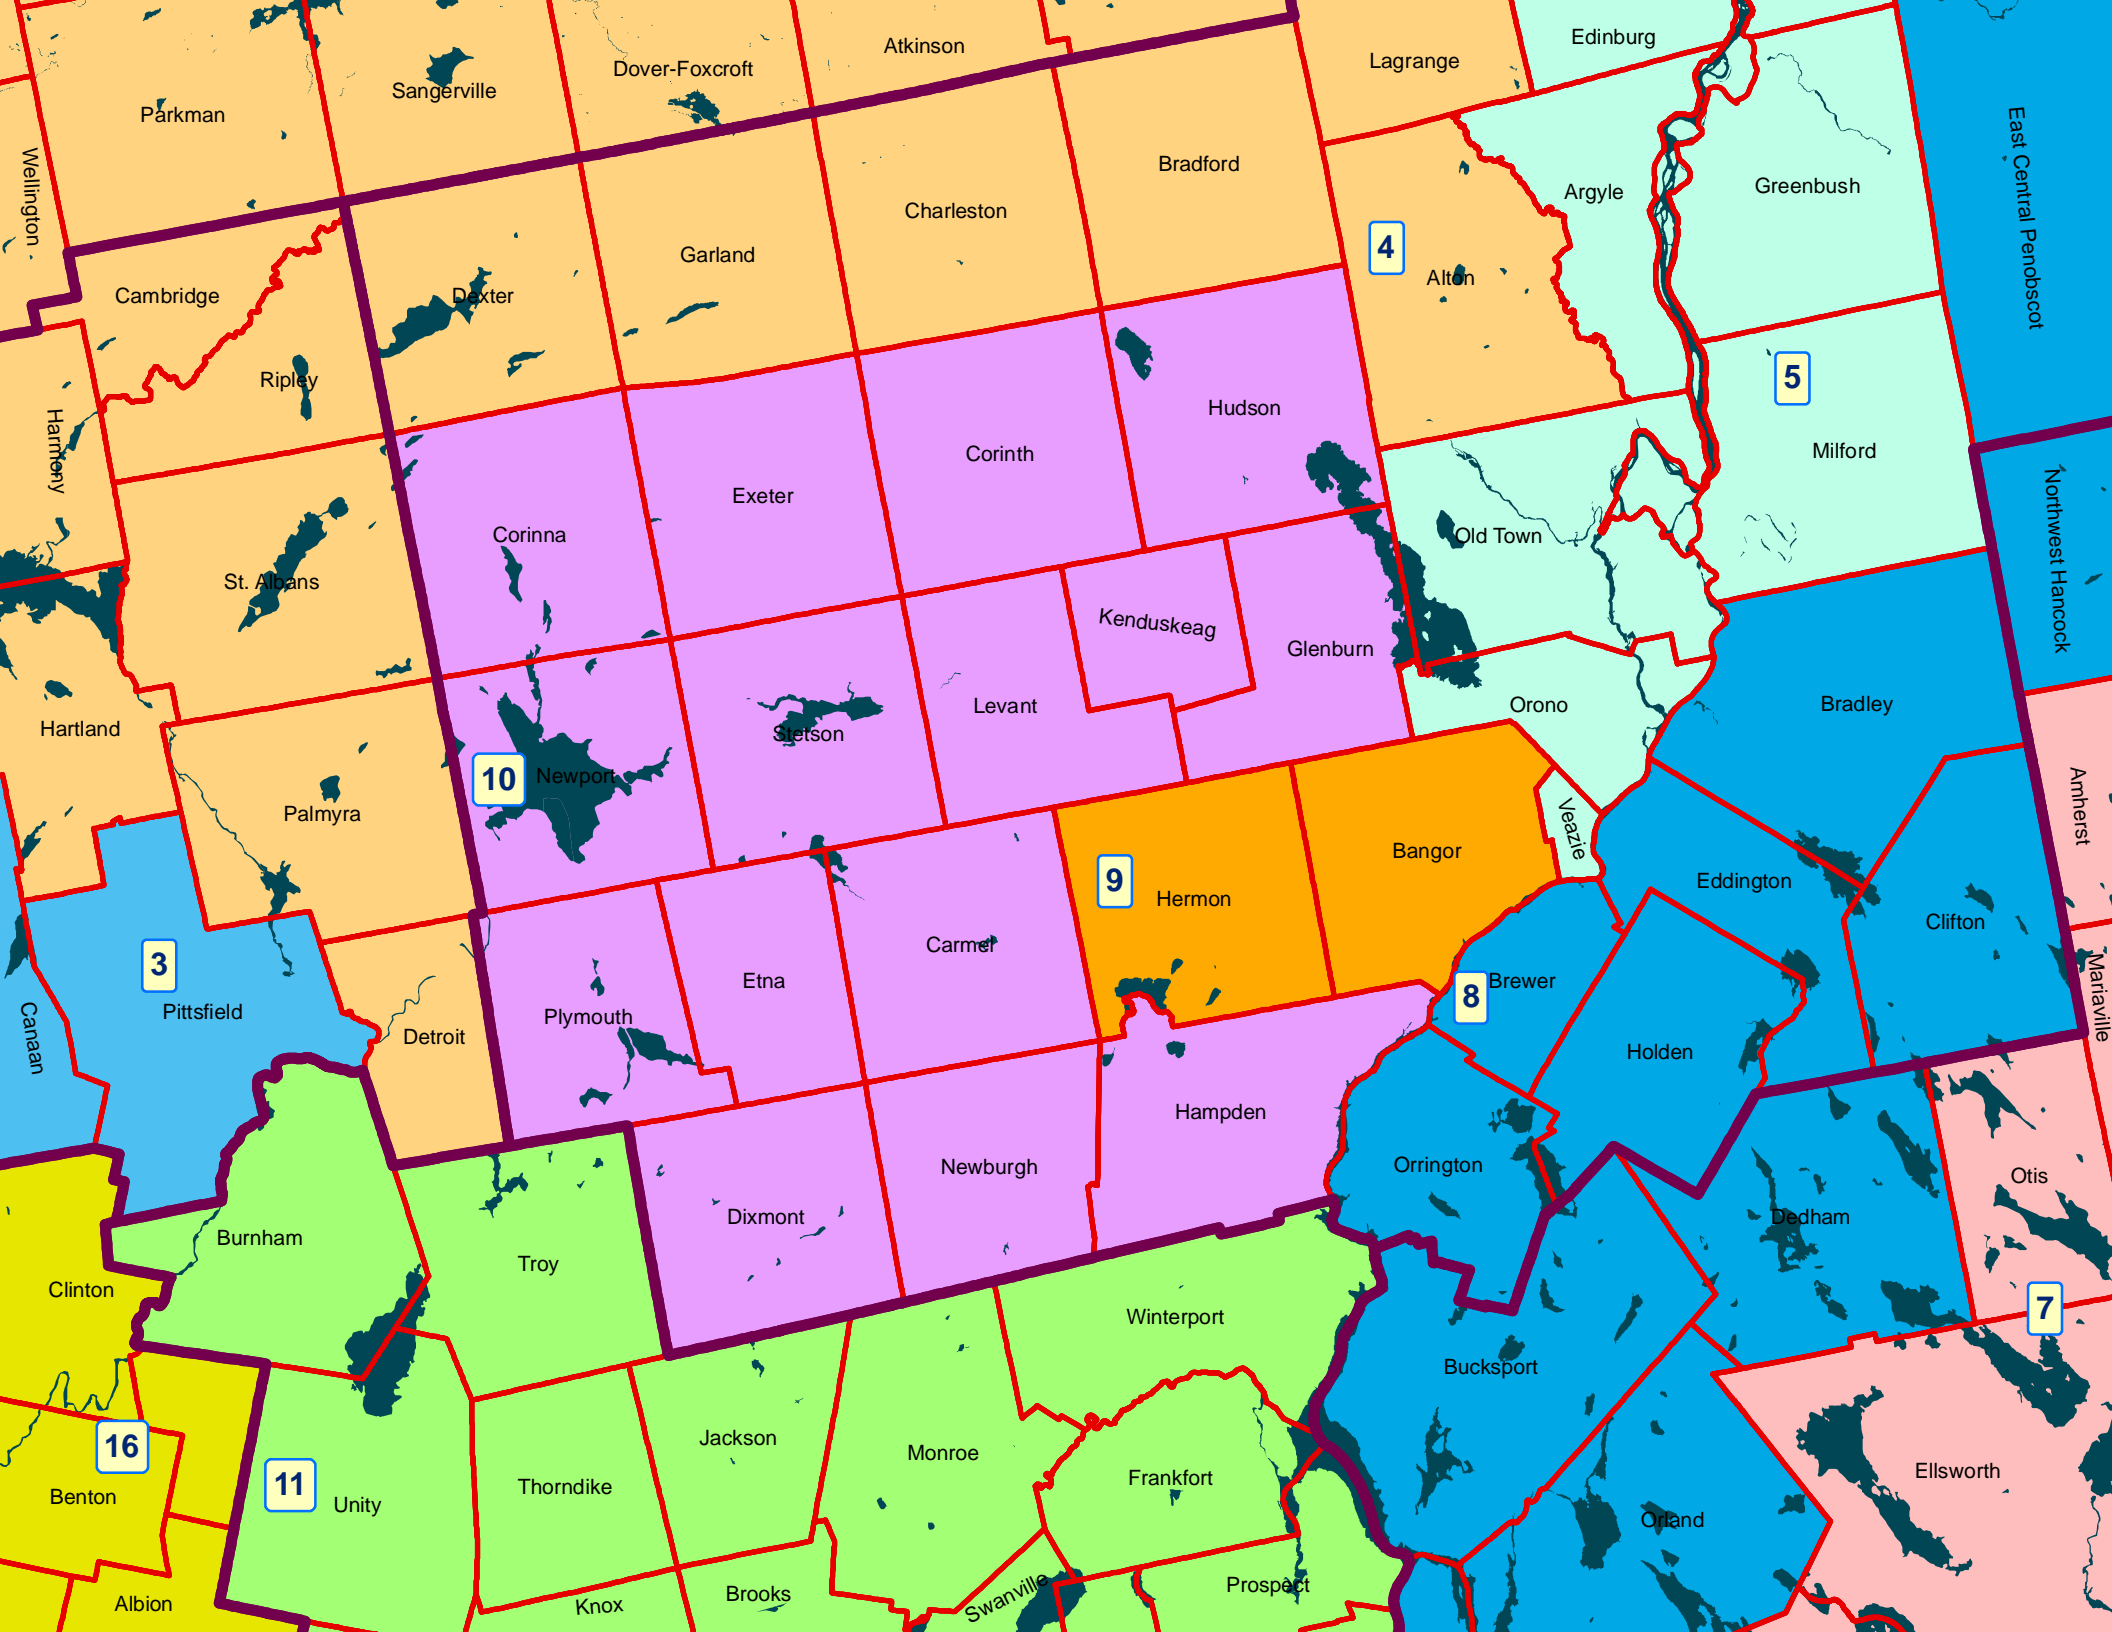 Edinburg
Atkinson
Lagrange
Dover-Foxcroft
Sangerville
Parkman
Wellington
East Central Penobscot
Bradford
Greenbush
Argyle
Charleston
4
Garland
Alton
Cambridge
Dexter
5
Ripley
Hudson
Harmony
Milford
Corinth
Exeter
Northwest Hancock
Corinna
Old Town
St. Albans
Kenduskeag
Glenburn
Bradley
Orono
Levant
Hartland
Stetson
10
Newport
Amherst
Palmyra
Veazie
Bangor
9
Eddington
Hermon
Clifton
Carmel
3
Etna
Brewer
8
Mariaville
Pittsfield
Plymouth
Canaan
Detroit
Holden
Hampden
Orrington
Newburgh
Otis
Dixmont
Dedham
Burnham
Troy
Clinton
7
Winterport
Bucksport
Jackson
16
Monroe
Ellsworth
Frankfort
11
Thorndike
Benton
Unity
Orland
Prospect
Brooks
Swanville
Albion
Knox